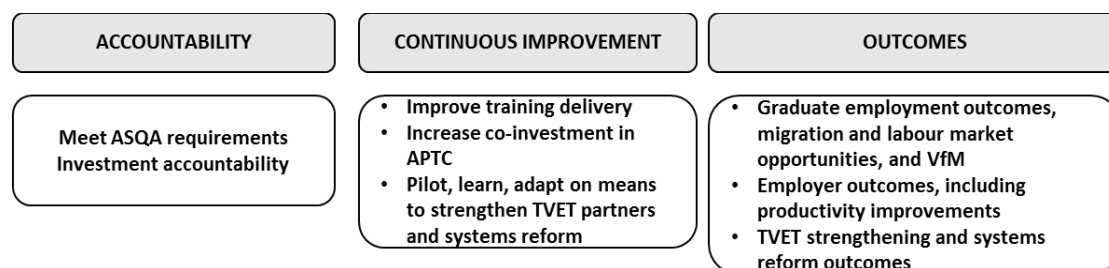 ACCOUNTABILITY
Meet ASQA requirements
Investment accountability
CONTINUOUS IMPROVEMENT
• Improve training delivery
• Increase co-investment in
APTC
• Pilot, learn, adapt on means
to strengthen TVET partners
and systems reform
OUTCOMES
• Graduate employment outcomes,
migration and labour market
opportunities, and VfM
• Employer outcomes, including
productivity improvements
• TVET strengthening and systems
reform outcomes